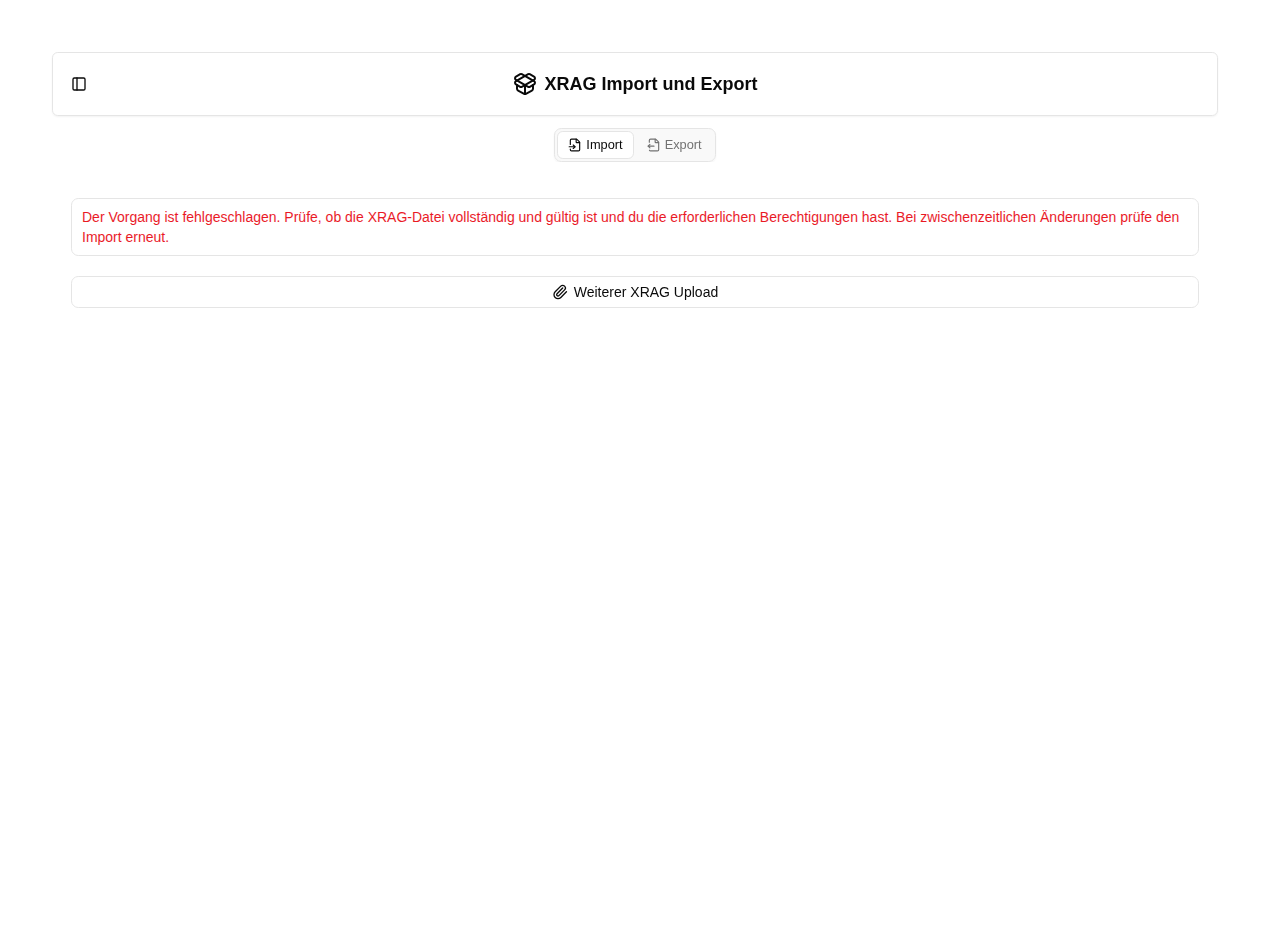 XRAG Import und Export
Import
Export
Der Vorgang ist fehlgeschlagen. Prüfe, ob die XRAG-Datei vollständig und gültig ist und du die erforderlichen Berechtigungen hast. Bei zwischenzeitlichen Änderungen prüfe den
Import erneut.
Weiterer XRAG Upload